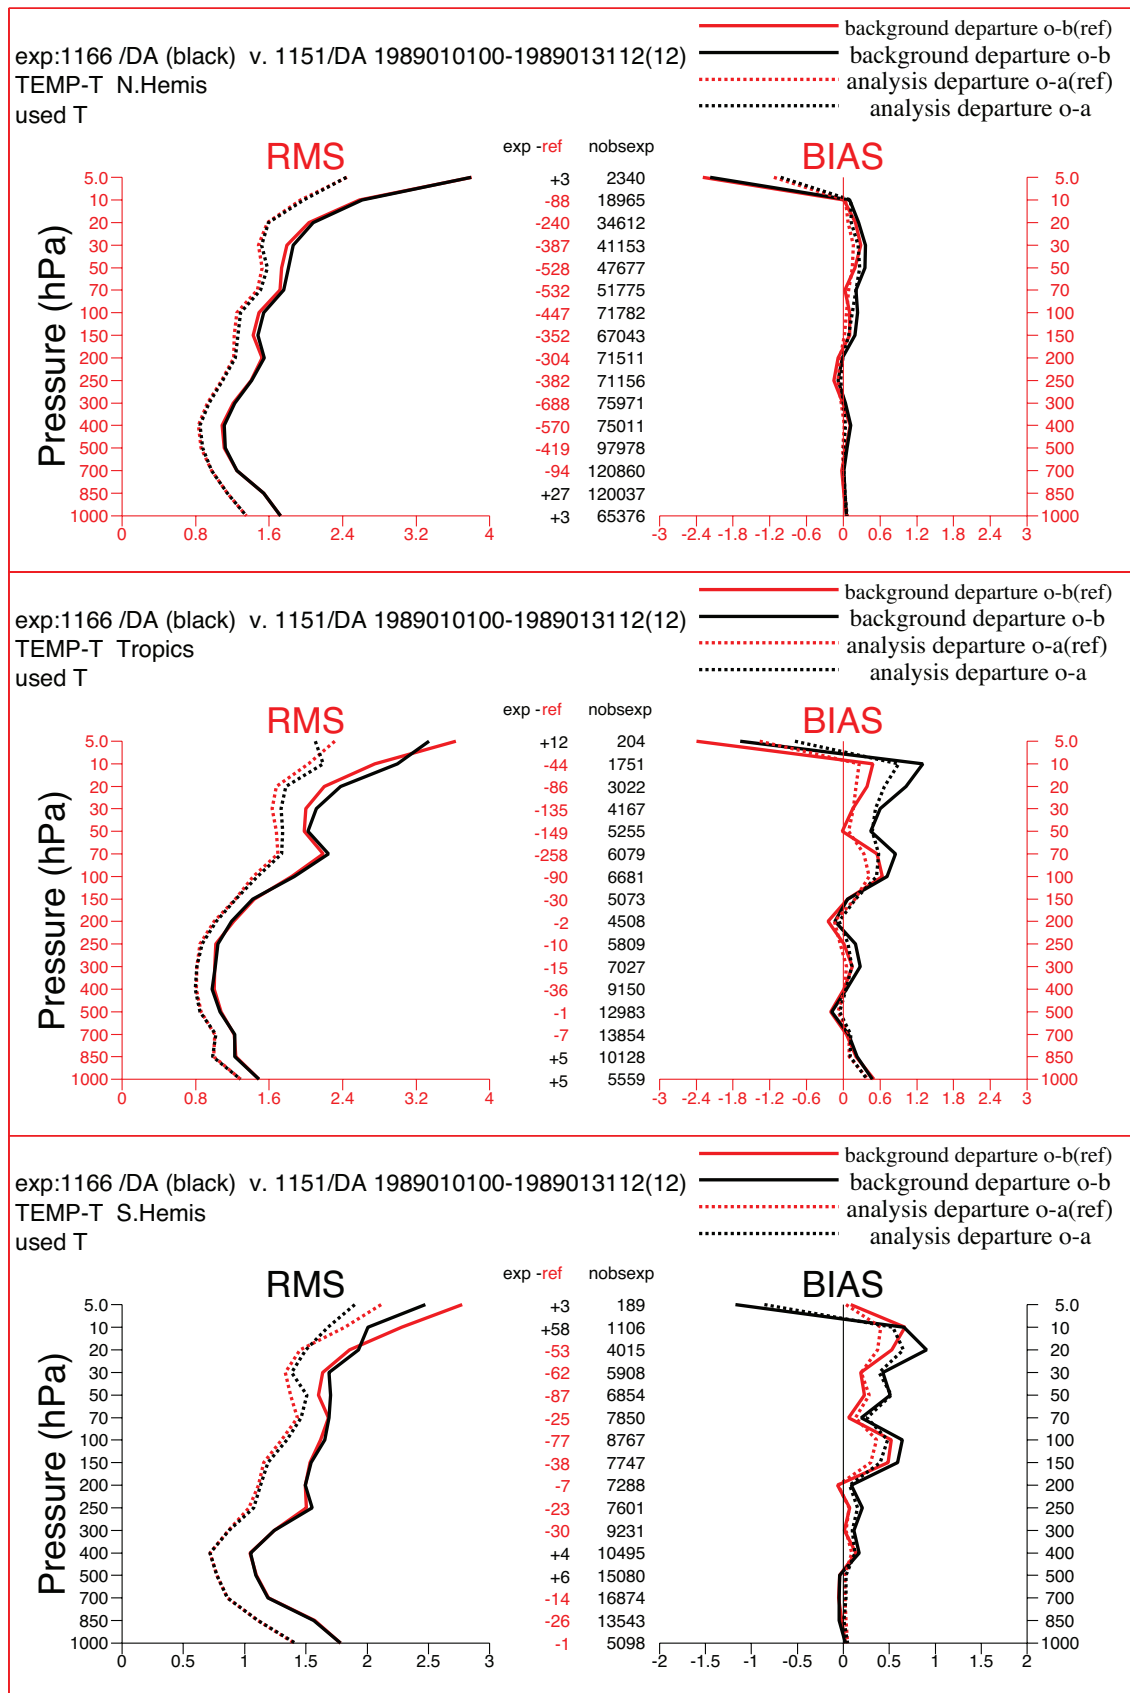 exp:1166 /DA (black) v. 1151/DA 1989010100-1989013112(12)
TEMP-T N.Hemis
used T
background departure o-b(ref)
background departure o-b
analysis departure o-a(ref)
analysis departure o-a
RMS
exp -ref nobsexp
BIAS
Pressure (hPa)
5.0 +3 2340 5.0
10 -88 18965 10
20 -240 34612 20
30 -387 41153 30
50 -528 47677 50
70 -532 51775 70
100 -447 71782 100
150 -352 67043 150
200 -304 71511 200
250 -382 71156 250
300 -688 75971 300
400 -570 75011 400
500 -419 97978 500
700 -94 120860 700
850 +27 120037 850
1000 +3 65376 1000
0 0.8 1.6 2.4 3.2 4 -3 -2.4 -1.8 -1.2 -0.6 0 0.6 1.2 1.8 2.4 3
exp:1166 /DA (black) v. 1151/DA 1989010100-1989013112(12)
TEMP-T Tropics
used T
background departure o-b(ref)
background departure o-b
analysis departure o-a(ref)
analysis departure o-a
RMS
exp -ref nobsexp
BIAS
Pressure (hPa)
5.0 +12 204 5.0
10 -44 1751 10
20 -86 3022 20
30 -135 4167 30
50 -149 5255 50
70 -258 6079 70
100 -90 6681 100
150 -30 5073 150
200 -2 4508 200
250 -10 5809 250
300 -15 7027 300
400 -36 9150 400
500 -1 12983 500
700 -7 13854 700
850 +5 10128 850
1000 +5 5559 1000
0 0.8 1.6 2.4 3.2 4 -3 -2.4 -1.8 -1.2 -0.6 0 0.6 1.2 1.8 2.4 3
exp:1166 /DA (black) v. 1151/DA 1989010100-1989013112(12)
TEMP-T S.Hemis
used T
background departure o-b(ref)
background departure o-b
analysis departure o-a(ref)
analysis departure o-a
RMS
exp -ref nobsexp
BIAS
Pressure (hPa)
5.0 +3 189 5.0
10 +58 1106 10
20 -53 4015 20
30 -62 5908 30
50 -87 6854 50
70 -25 7850 70
100 -77 8767 100
150 -38 7747 150
200 -7 7288 200
250 -23 7601 250
300 -30 9231 300
400 +4 10495 400
500 +6 15080 500
700 -14 16874 700
850 -26 13543 850
1000 -1 5098 1000
0 0.5 1 1.5 2 2.5 3 -2 -1.5 -1 -0.5 0 0.5 1 1.5 2